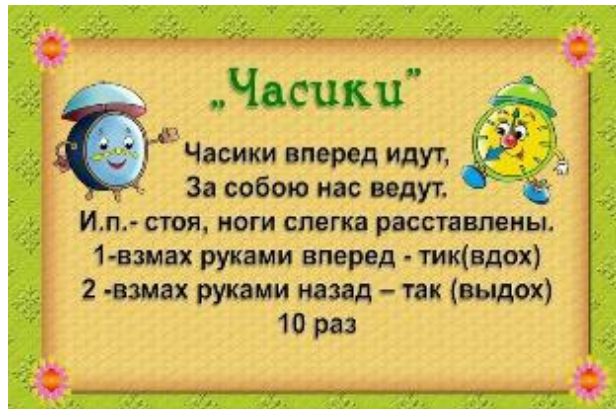 „Часики”
Часики вперед идут,
За собою нас ведут.
И.п.- стоя, ноги слегка расставлены.
1-взмах руками вперед - тик(вдох)
2 -взмах руками назад – так (выдох)
10 раз